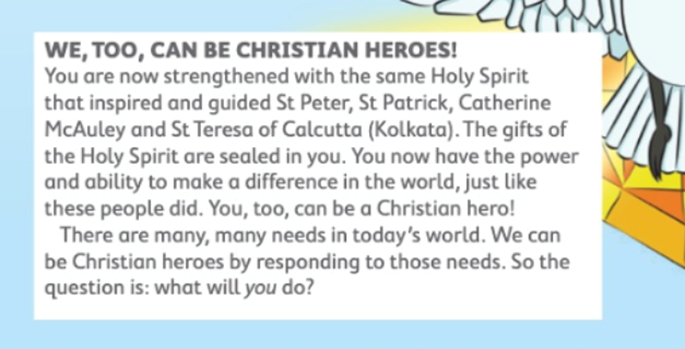 WE, TOO, CAN BE CHRISTIAN HEROES!
You are now strengthened with the same Holy Spirit
that inspired and guided St Peter, St Patrick, Catherine
McAuley and St Teresa of Calcutta (Kolkata). The gifts of
the Holy Spirit are sealed in you. You now have the power
and ability to make a difference in the world, just like
these people did. You, too, can be a Christian hero!
There are many, many needs in today's world. We can
be Christian heroes by responding to those needs. So the
question is: what will you do?